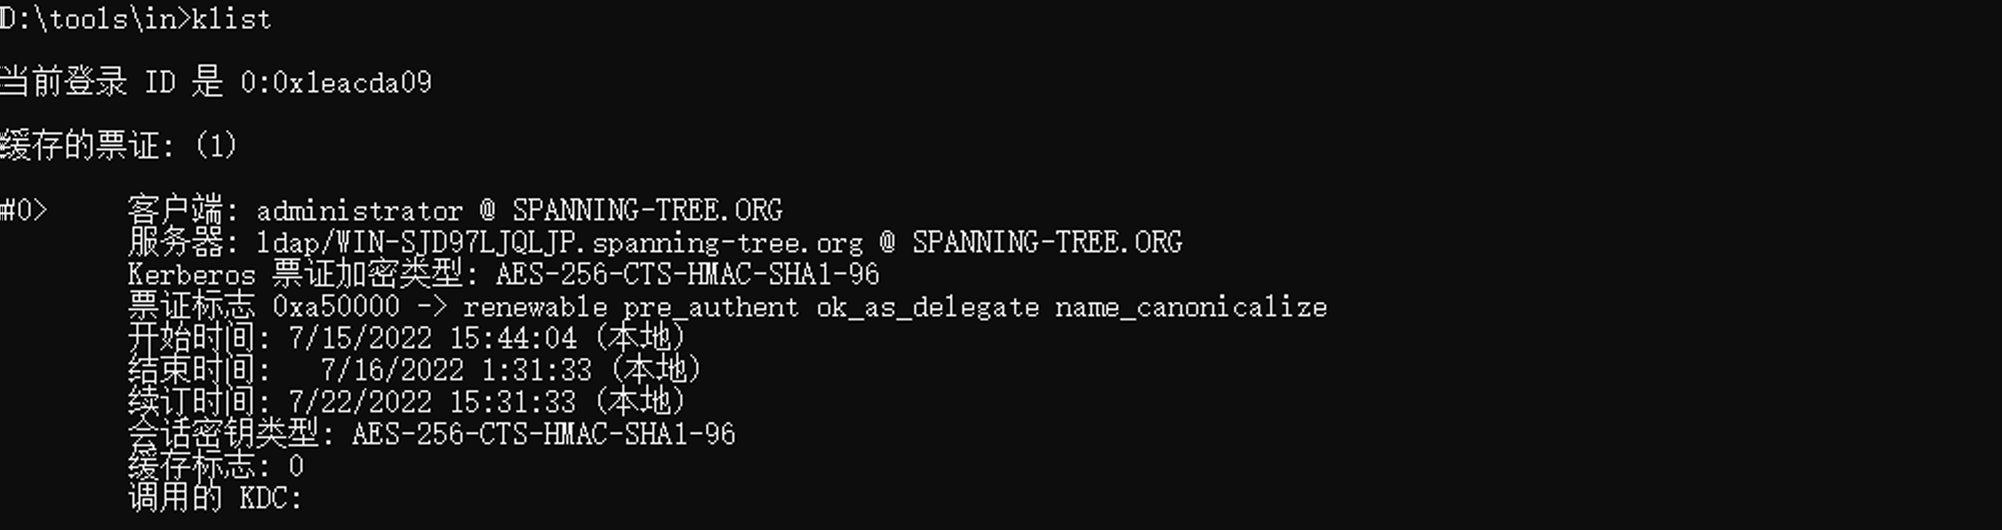 D:\tools\in>klist
当前登录 ID 是 0:0x1eacda09
缓存的票证: (1)
#0>     客户端: administrator @ SPANNING-TREE.ORG
服务器: ldap/WIN-SJD97LJQLJP.spanning-tree.org @ SPANNING-TREE.ORG
Kerberos 票证加密类型: AES-256-CTS-HMAC-SHA1-96
票证标志 0xa50000 -> renewable pre_authent ok_as_delegate name_canonicalize
开始时间: 7/15/2022 15:44:04 (本地)
结束时间:   7/16/2022 1:31:33 (本地)
续订时间: 7/22/2022 15:31:33 (本地)
会话密钥类型: AES-256-CTS-HMAC-SHA1-96
缓存标志: 0
调用的 KDC: